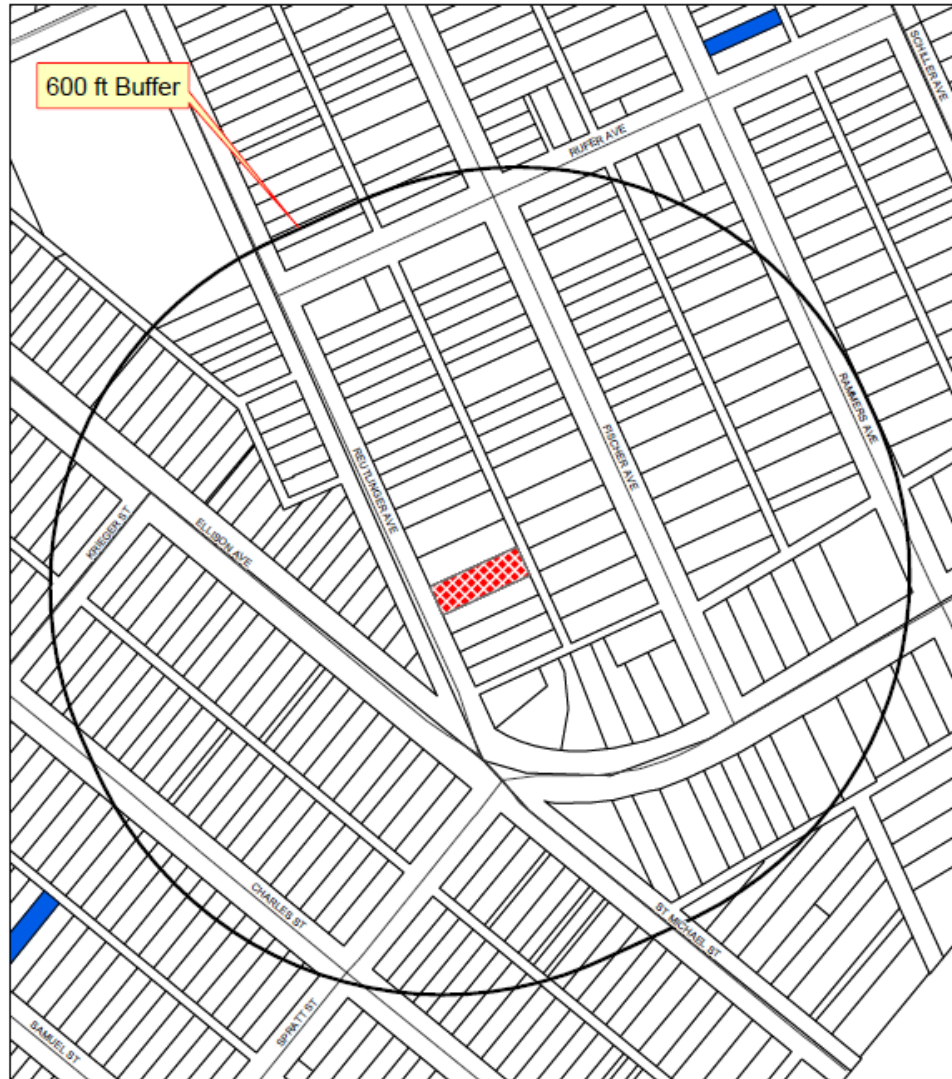 SCHILLER AVE
600 ft Buffer
RUFER AVE
RAMMERS AVE
FISCHER AVE
REUTLINGER AVE
KRIEGER ST
ELLISON AVE
CHARLES ST
ST MICHAEL ST
SPRATT ST
SAMUEL ST